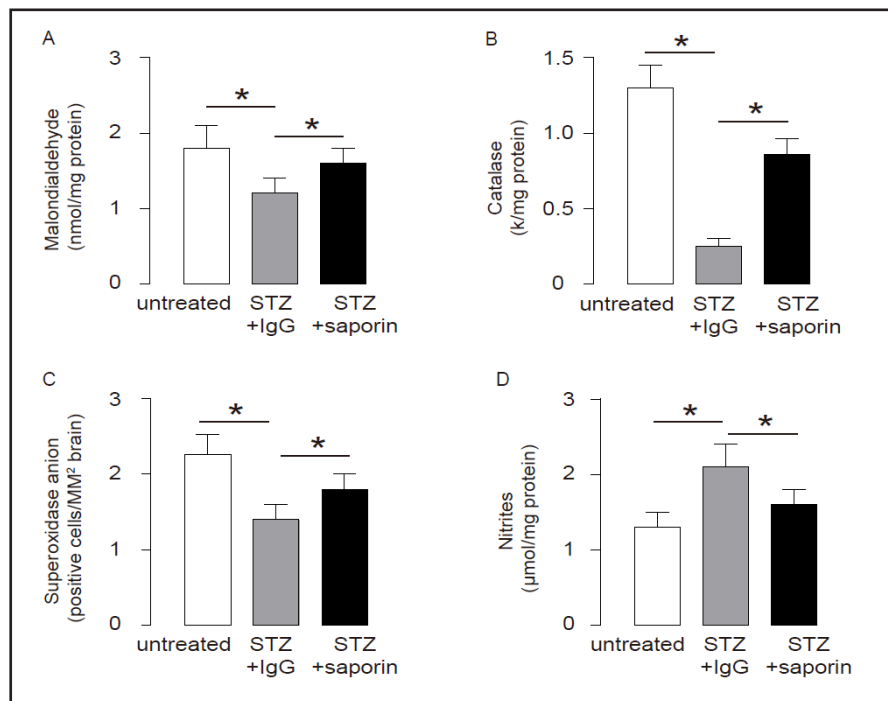 A
Malondialdehyde
(nmol/mg protein)
3
2
1
0
*
*
untreated
STZ
+IgG
STZ
+saporin
B
Catalase
(k/mg protein)
1.5
1.0
0.5
0
*
*
untreated
STZ
+IgG
STZ
+saporin
C
Superoxidase anion
(positive cells/MM² brain)
3
2
1
0
*
*
untreated
STZ
+IgG
STZ
+saporin
D
Nitrites
(µmol/mg protein)
3
2
1
0
*
*
untreated
STZ
+IgG
STZ
+saporin